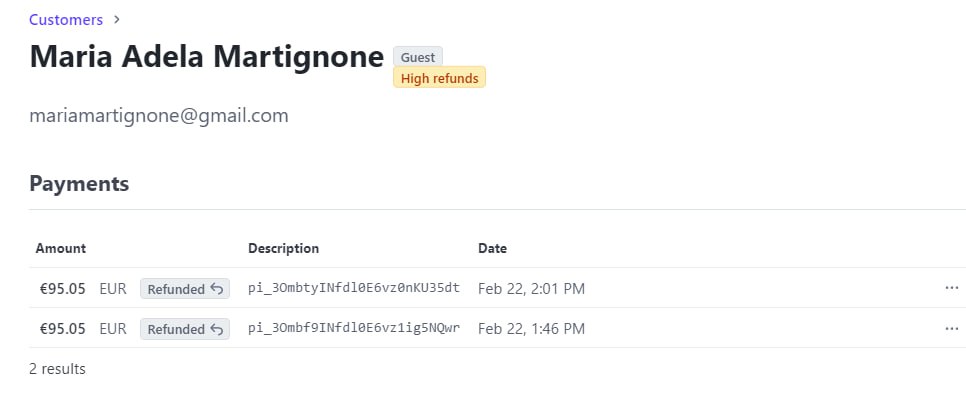 Customers >
Maria Adela Martignone Guest
High refunds
mariamartignone@gmail.com
Payments
Amount Description Date
€95.05 EUR Refunded pi_3OmbtyINfdl0E6vz0nKU35dt Feb 22, 2:01 PM ...
€95.05 EUR Refunded pi_3Ombf9INfdl0E6vz1ig5NQwr Feb 22, 1:46 PM ...
2 results